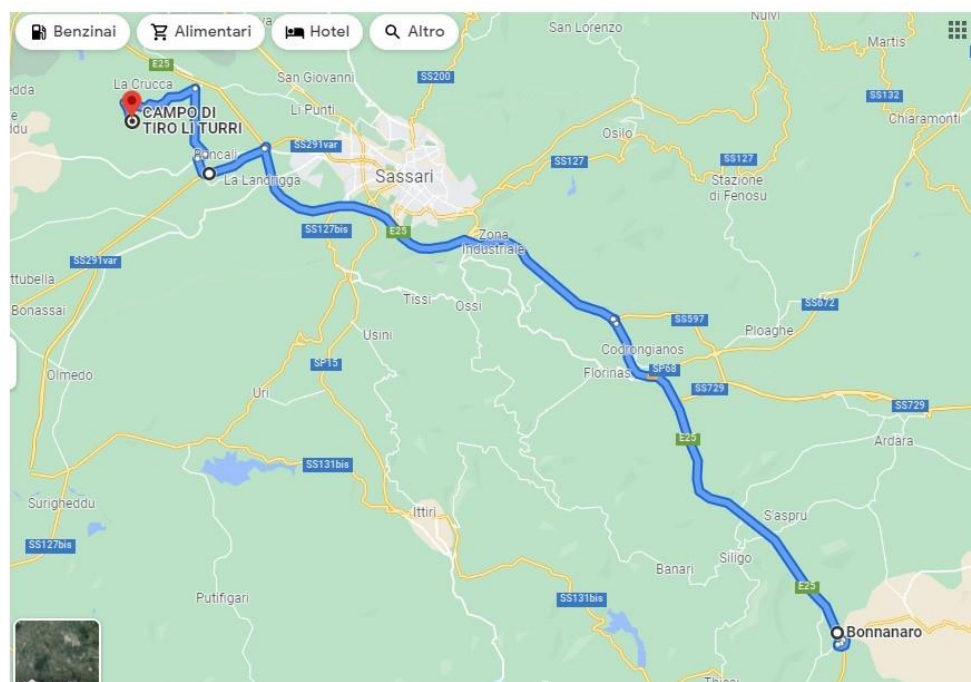 Benzinai
Alimentari
Hotel
Altro
San Lorenzo
Nulvi
Martis
E25
SS200
La Crucca
San Giovanni
SS132
CAMPO DI
TIRO LI TURRI
Li Punti
Chiaramonti
Osilo
SS291var
Bancali
SS127
SS127
La Landrigga
Sassari
Stazione
di Fenosu
SS127bis
E25
Zona
Industriale
SS291var
Tissi
Ossi
SS672
Bonassai
Usini
SS597
Ploaghe
Codrongianos
Olmedo
SP15
Florinas
SP68
Uri
SS729
SS729
E25
Ardara
SS131bis
Surigheddu
Ittiri
S'aspru
SS127bis
Siligo
Banari
E25
Putifigari
SS131bis
Bonnanaro